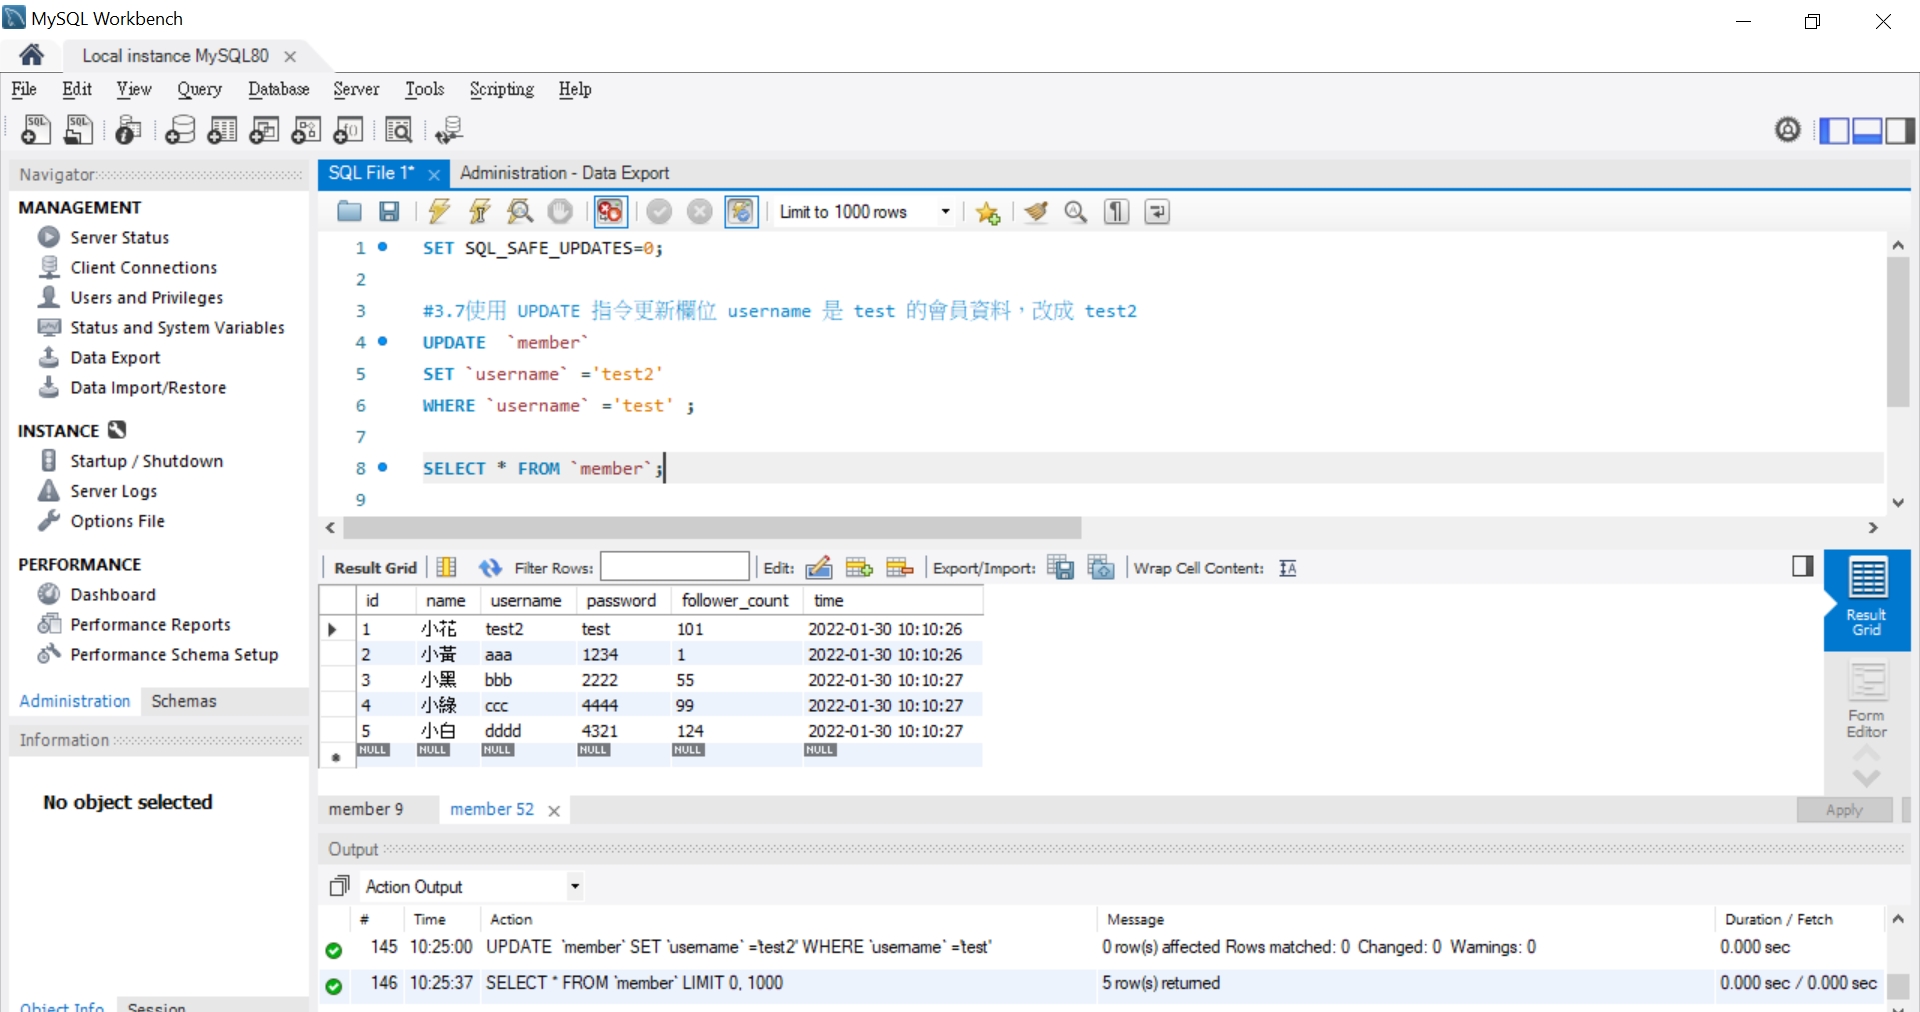 MySQL Workbench
Local instance MySQL80
File Edit View Query Database Server Tools Scripting Help
Navigator
MANAGEMENT
Server Status
Client Connections
Users and Privileges
Status and System Variables
Data Export
Data Import/Restore
INSTANCE
Startup / Shutdown
Server Logs
Options File
PERFORMANCE
Dashboard
Performance Reports
Performance Schema Setup
Administration Schemas
Information
No object selected
Object Info Session
SQL File 1* Administration - Data Export
Limit to 1000 rows
1 SET SQL_SAFE_UPDATES=0;
2
3 #3.7使用 UPDATE 指令更新欄位 username 是 test 的會員資料，改成 test2
4 UPDATE `member`
5 SET `username` ='test2'
6 WHERE `username` ='test' ;
7
8 SELECT * FROM `member`;
9
Result Grid Filter Rows: Edit: Export/Import: Wrap Cell Content:
id name username password follower_count time
1 小花 test2 test 101 2022-01-30 10:10:26
2 小黃 aaa 1234 1 2022-01-30 10:10:26
3 小黑 bbb 2222 55 2022-01-30 10:10:27
4 小綠 ccc 4444 99 2022-01-30 10:10:27
5 小白 dddd 4321 124 2022-01-30 10:10:27
NULL NULL NULL NULL NULL NULL
Result
Grid
Form
Editor
member 9 member 52 Apply
Output
Action Output
# Time Action Message Duration / Fetch
145 10:25:00 UPDATE `member` SET `username` ='test2' WHERE `username` ='test' 0 row(s) affected Rows matched: 0 Changed: 0 Warnings: 0 0.000 sec
146 10:25:37 SELECT * FROM `member` LIMIT 0, 1000 5 row(s) returned 0.000 sec / 0.000 sec